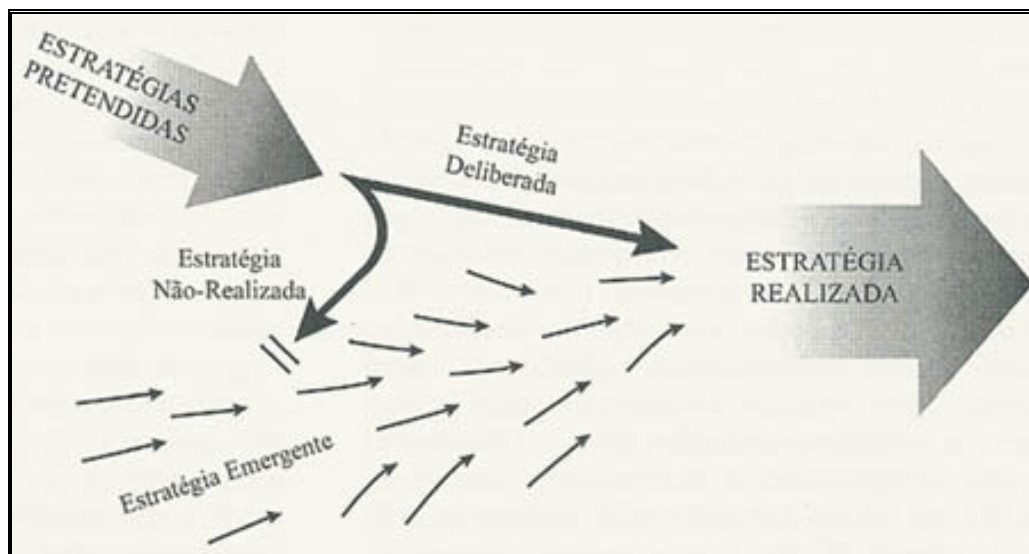 ESTRATÉGIAS
PRETENDIDAS
Estratégia
Deliberada
Estratégia
Não-Realizada
ESTRATÉGIA
REALIZADA
Estratégia Emergente